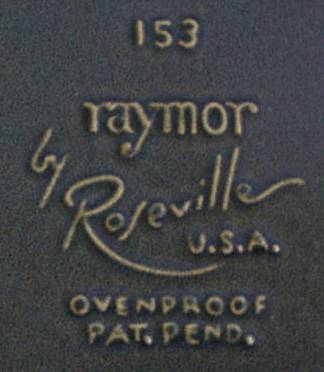 153
raymor
by Roseville
U.S.A.
OVENPROOF
PAT. PEND.